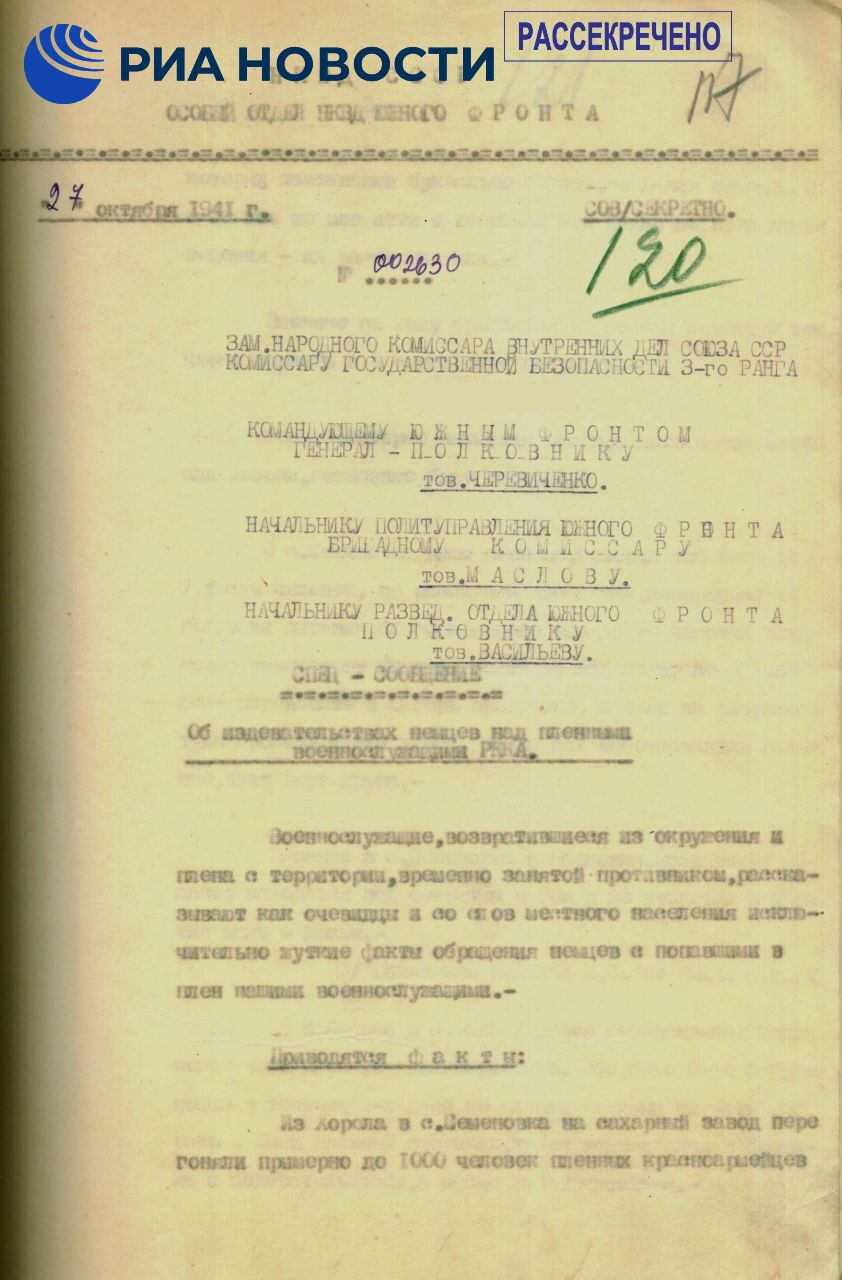 РИА НОВОСТИ
РАССЕКРЕЧЕНО
НКВД СССР
117
ОСОБЫЙ ОТДЕЛ НКВД ЮЖНОГО ФРОНТА
"27" октября 1941 г.
СОВ/СЕКРЕТНО.
№ 002630
120
ЗАМ.НАРОДНОГО КОМИССАРА ВНУТРЕННИХ ДЕЛ СОЮЗА ССР
КОМИССАРУ ГОСУДАРСТВЕННОЙ БЕЗОПАСНОСТИ 3-го РАНГА
КОМАНДУЮЩЕМУ ЮЖНЫМ ФРОНТОМ
ГЕНЕРАЛ - ПОЛКОВНИКУ
тов.ЧЕРЕВИЧЕНКО.
НАЧАЛЬНИКУ ПОЛИТУПРАВЛЕНИЯ ЮЖНОГО ФРОНТА
БРИГАДНОМУ КОМИССАРУ
тов.МАСЛОВУ.
НАЧАЛЬНИКУ РАЗВЕД. ОТДЕЛА ЮЖНОГО ФРОНТА
ПОЛКОВНИКУ
тов.ВАСИЛЬЕВУ.
СПЕЦ - СООБЩЕНИЕ
Об издевательствах немцев над пленными
военнослужащими РККА.
Военнослужащие,возвратившиеся из окружения и
плена с территории,временно занятой противником,расска-
зывают как очевидцы и со слов местного населения исклю-
чительно жуткие факты обращения немцев с попавшими в
плен нашими военнослужащими.-
Приводятся факты:
Из Хорола в с.Семеновка на сахарный завод пере
гоняли примерно до 1000 человек пленных красноармейцев